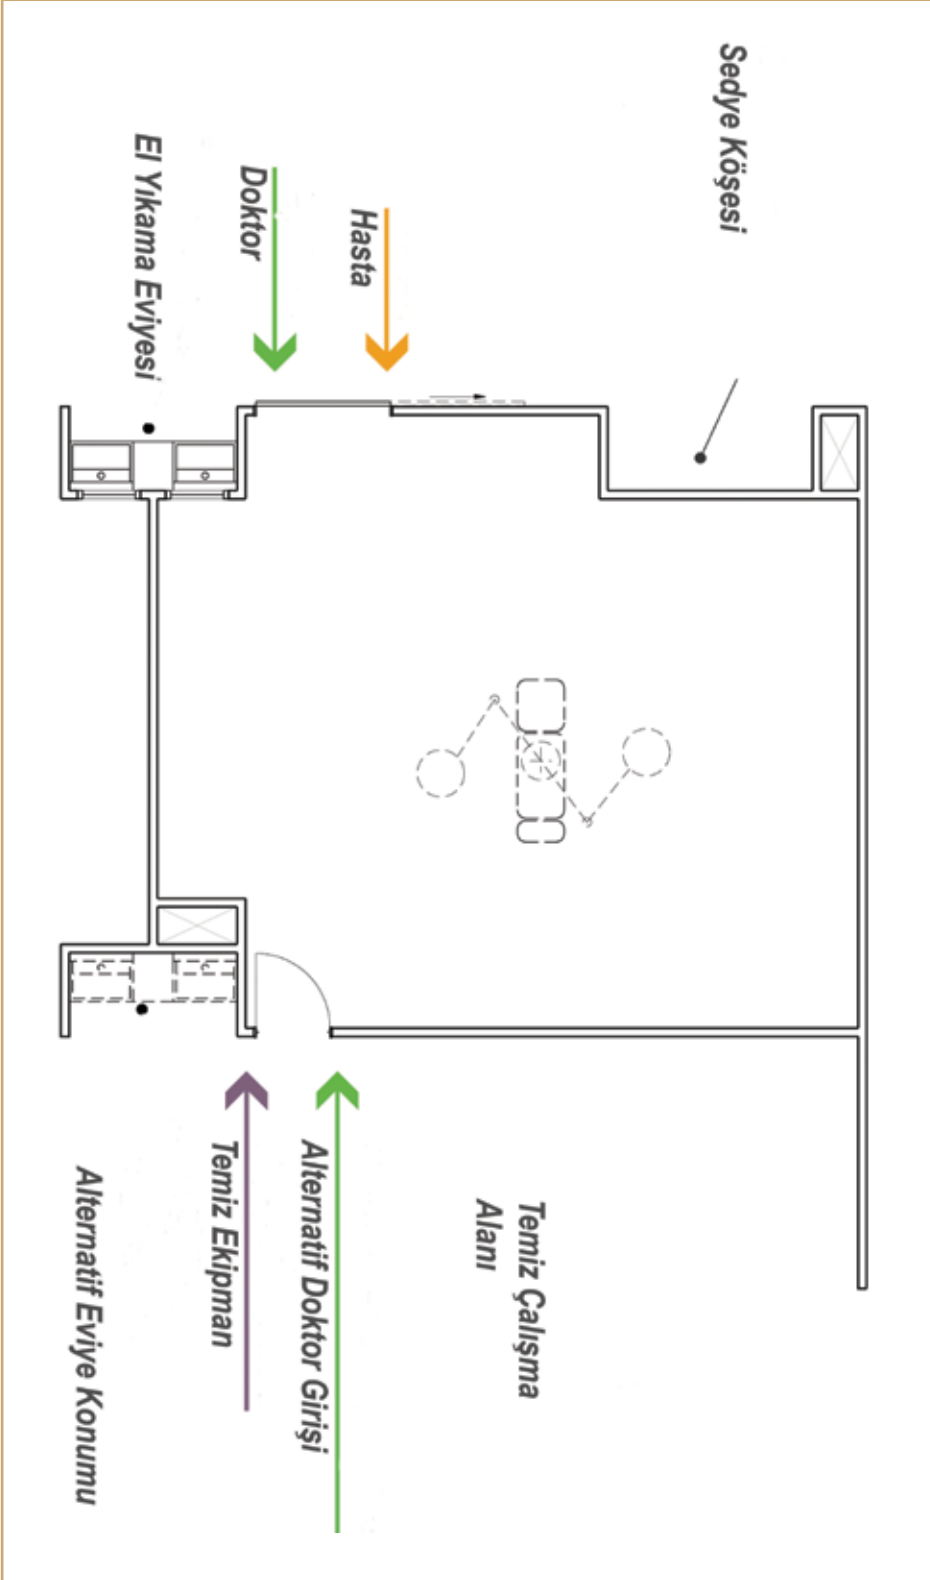 Sedye Köşesi
Hasta
Doktor
El Yıkama Eviyesi
Temiz Çalışma
Alanı
Alternatif Doktor Girişi
Temiz Ekipman
Alternatif Eviye Konumu